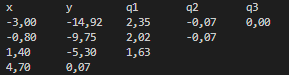 x y q1 q2 q3
-3,00 -14,92 2,35 -0,07 0,00
-0,80 -9,75 2,02 -0,07
1,40 -5,30 1,63
4,70 0,07